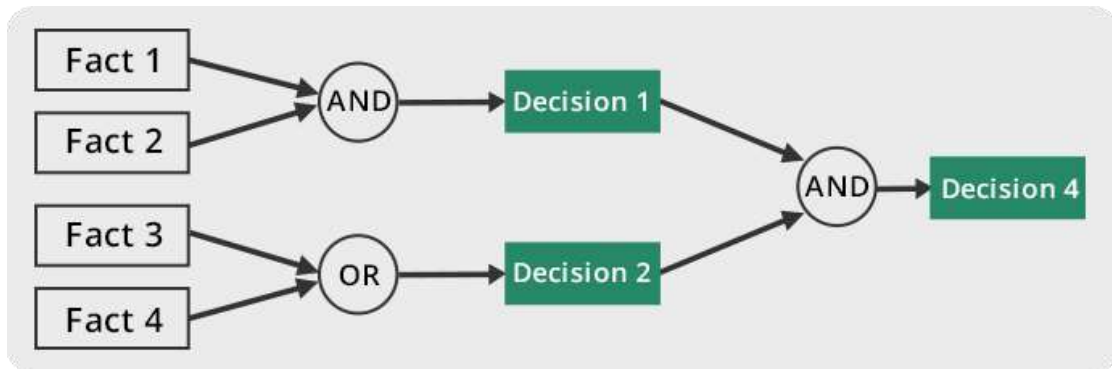 Fact 1
Fact 2
AND
Decision 1
Fact 3
Fact 4
OR
Decision 2
AND
Decision 4